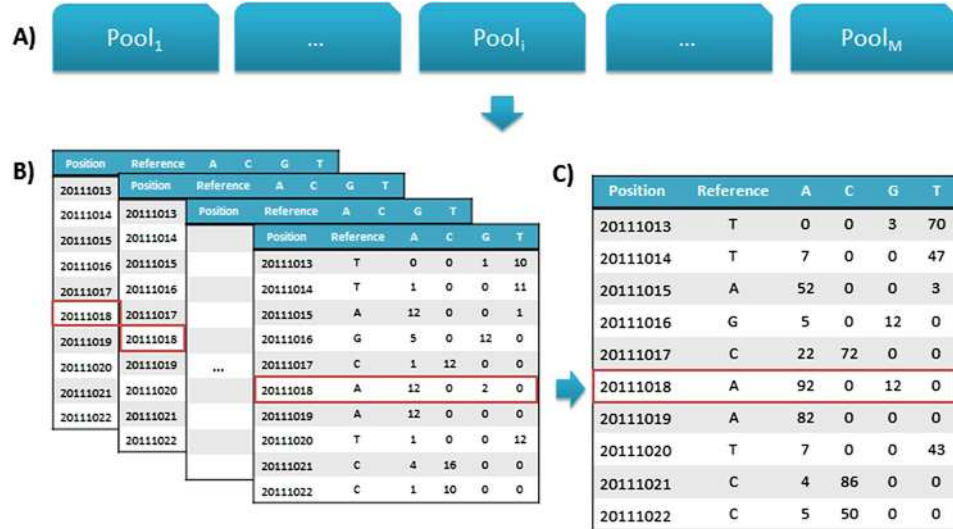 A) Pool1 ... Pooli ... PoolM
B)
Position Reference A C G T
20111013
20111014
20111015
20111016
20111017
20111018
20111019
20111020
20111021
20111022
Position Reference A C G T
20111013
20111014
20111015
20111016
20111017
20111018
20111019
20111020
20111021
20111022
Position Reference A C G T
...
Position Reference A C G T
20111013 T 0 0 1 10
20111014 T 1 0 0 11
20111015 A 12 0 0 1
20111016 G 5 0 12 0
20111017 C 1 12 0 0
20111018 A 12 0 2 0
20111019 A 12 0 0 0
20111020 T 1 0 0 12
20111021 C 4 16 0 0
20111022 C 1 10 0 0
C)
Position Reference A C G T
20111013 T 0 0 3 70
20111014 T 7 0 0 47
20111015 A 52 0 0 3
20111016 G 5 0 12 0
20111017 C 22 72 0 0
20111018 A 92 0 12 0
20111019 A 82 0 0 0
20111020 T 7 0 0 43
20111021 C 4 86 0 0
20111022 C 5 50 0 0